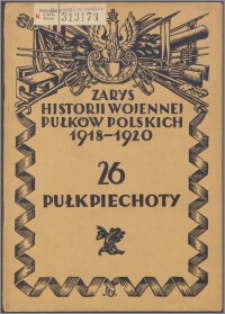 313173
ZARYS
HISTORJI WOJENNEJ
PUŁKÓW POLSKICH
1918–1920
26
PUŁK PIECHOTY